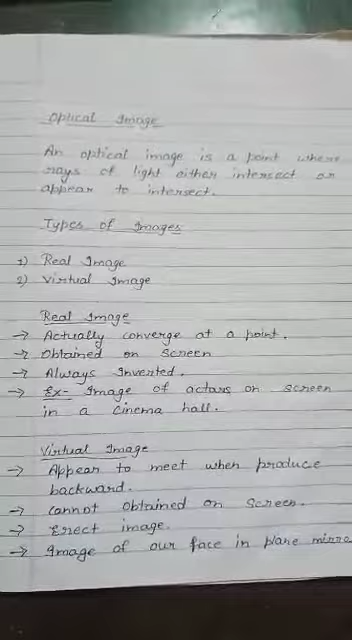 Optical Image
An optical image is a point where
rays of light either intersect or
appear to intersect.
Types of Images
1) Real Image
2) Virtual Image
Real Image
→ Actually converge at a point.
→ Obtained on Screen
→ Always Inverted.
→ Ex- Image of actors on screen
in a cinema hall.
Virtual Image
→ Appear to meet when produce
backward.
→ cannot obtained on Screen.
→ Erect image.
→ Image of our face in plane mirro